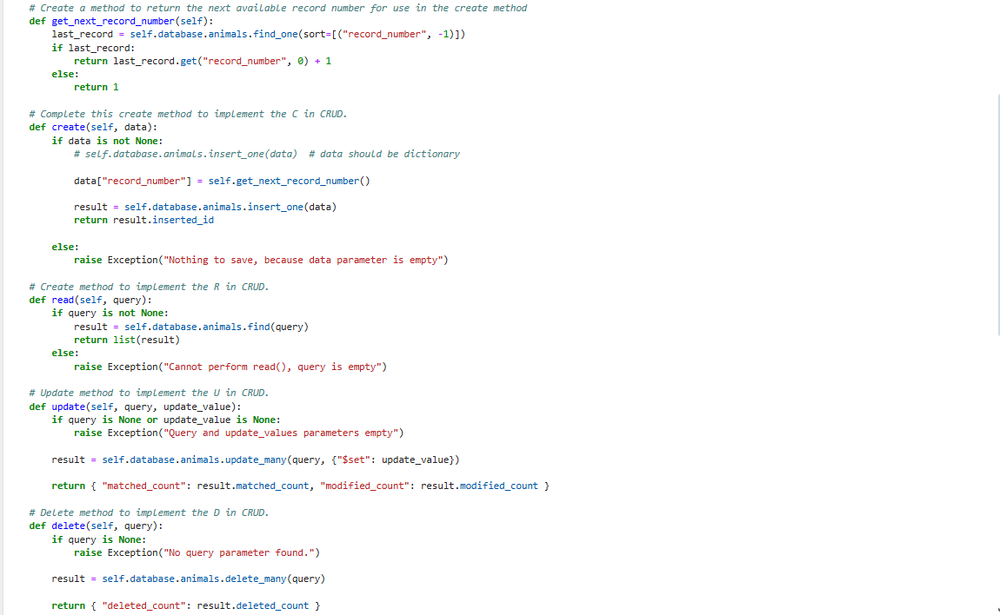 # Create a method to return the next available record number for use in the create method
def get_next_record_number(self):
    last_record = self.database.animals.find_one(sort=[("record_number", -1)])
    if last_record:
        return last_record.get("record_number", 0) + 1
    else:
        return 1

# Complete this create method to implement the C in CRUD.
def create(self, data):
    if data is not None:
        # self.database.animals.insert_one(data)  # data should be dictionary

        data["record_number"] = self.get_next_record_number()

        result = self.database.animals.insert_one(data)
        return result.inserted_id

    else:
        raise Exception("Nothing to save, because data parameter is empty")

# Create method to implement the R in CRUD.
def read(self, query):
    if query is not None:
        result = self.database.animals.find(query)
        return list(result)
    else:
        raise Exception("Cannot perform read(), query is empty")

# Update method to implement the U in CRUD.
def update(self, query, update_value):
    if query is None or update_value is None:
        raise Exception("Query and update_values parameters empty")

    result = self.database.animals.update_many(query, {"$set": update_value})

    return { "matched_count": result.matched_count, "modified_count": result.modified_count }

# Delete method to implement the D in CRUD.
def delete(self, query):
    if query is None:
        raise Exception("No query parameter found.")

    result = self.database.animals.delete_many(query)

    return { "deleted_count": result.deleted_count }